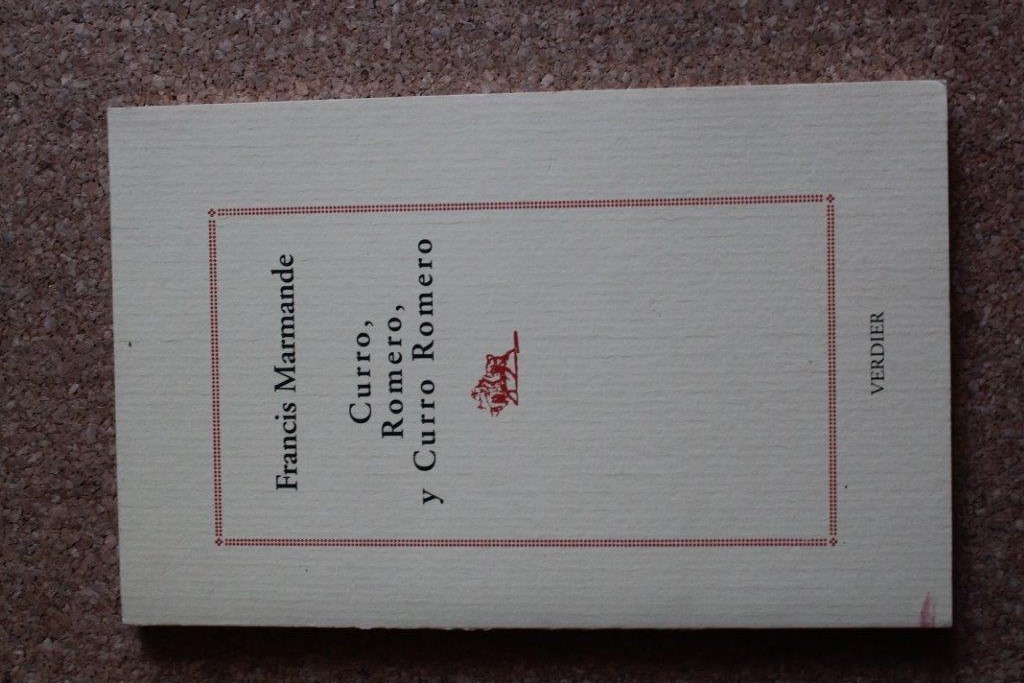 Francis Marmande
Curro,
Romero,
y Curro Romero
VERDIER